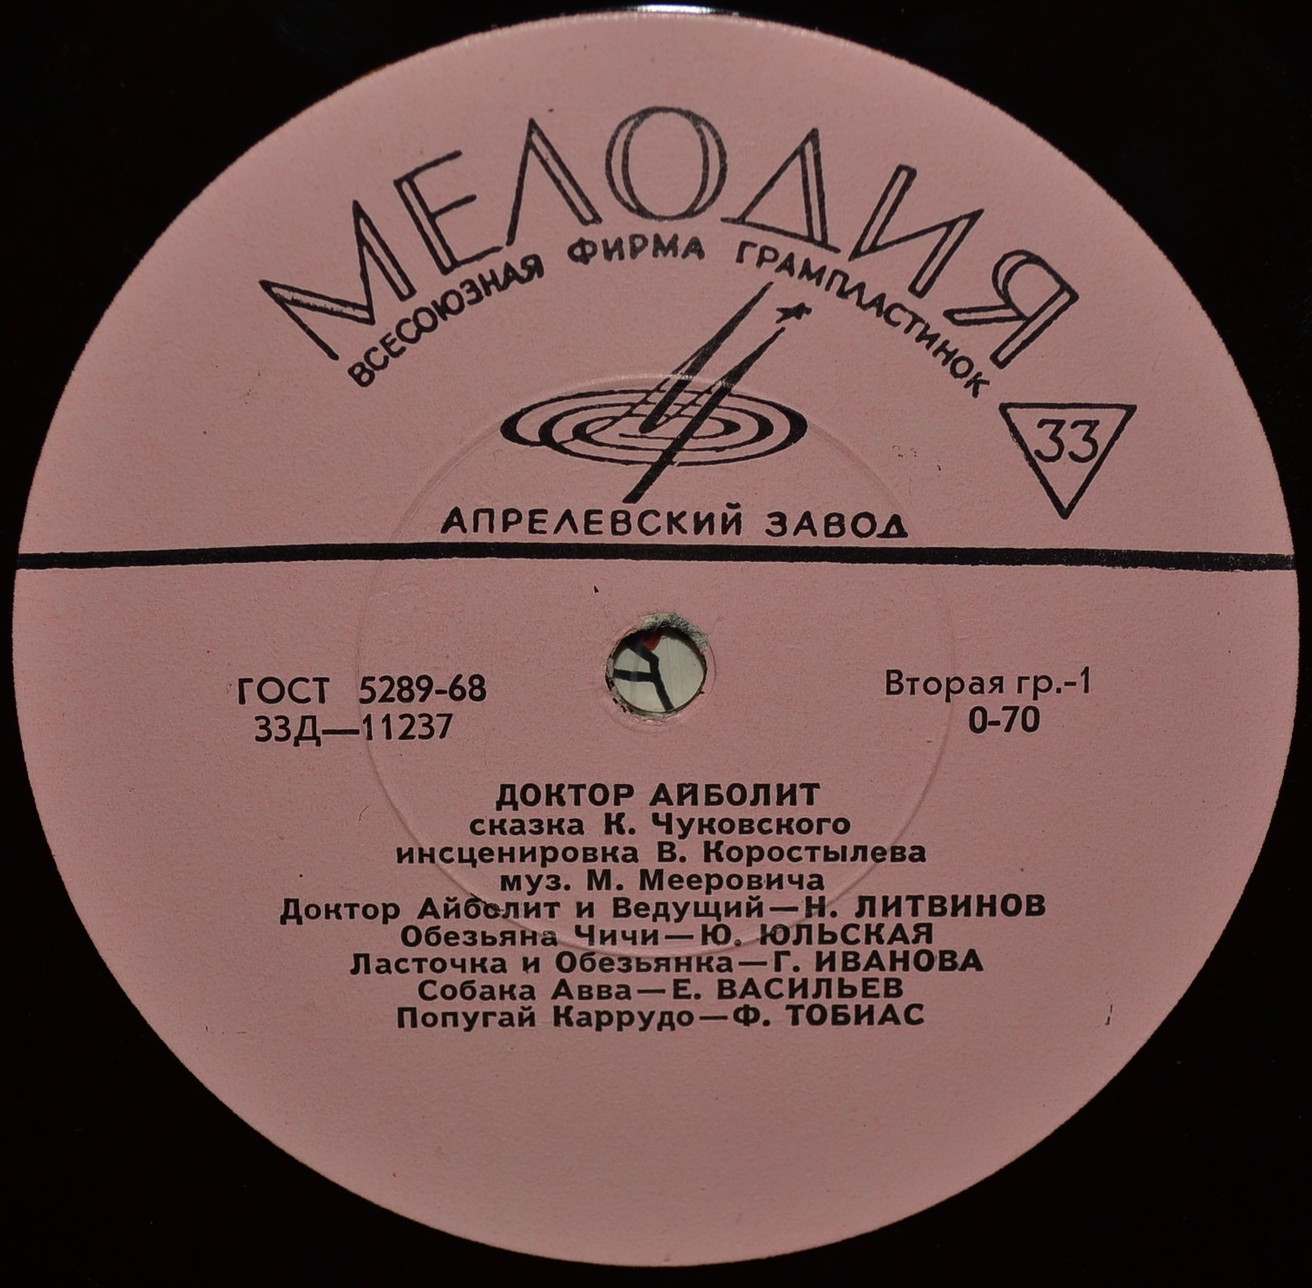 МЕЛОДИЯ
ВСЕСОЮЗНАЯ ФИРМА ГРАМПЛАСТИНОК
33
АПРЕЛЕВСКИЙ ЗАВОД
ГОСТ 5289-68
33Д—11237
Вторая гр.-1
0-70
ДОКТОР АЙБОЛИТ
сказка К. Чуковского
инсценировка В. Коростылева
муз. М. Мееровича
Доктор Айболит и Ведущий—Н. ЛИТВИНОВ
Обезьяна Чичи—Ю. ЮЛЬСКАЯ
Ласточка и Обезьянка—Г. ИВАНОВА
Собака Авва—Е. ВАСИЛЬЕВ
Попугай Каррудо—Ф. ТОБИАС